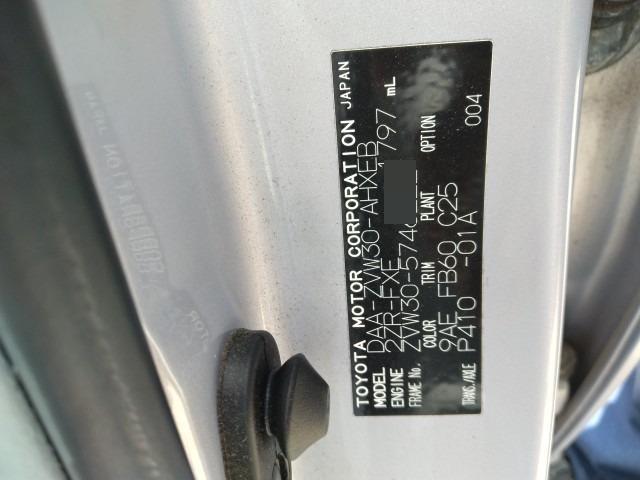 TOYOTA MOTOR CORPORATION JAPAN
MODEL DAA-ZVW30-AHXEB
ENGINE 2ZR-FXE 1797 mL
FRAME No. ZVW30-574
COLOR TRIM PLANT OPTION
9AE FB60 C25
TRANS./AXLE P410 -01A 004